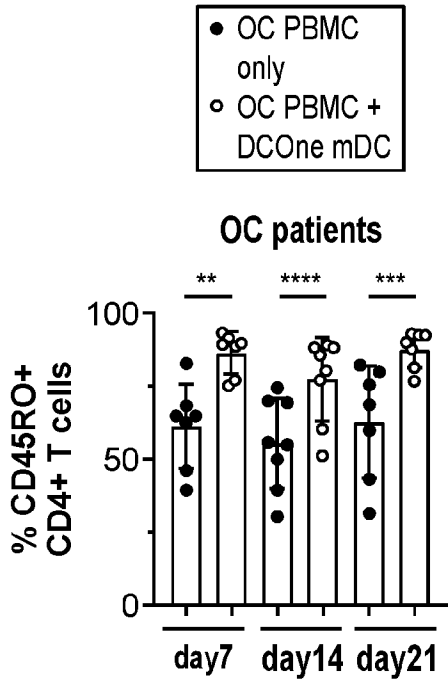 OC PBMC
only
OC PBMC +
DCOne mDC
OC patients
** **** ***
100
50
0
% CD45RO+
CD4+ T cells
day7 day14 day21